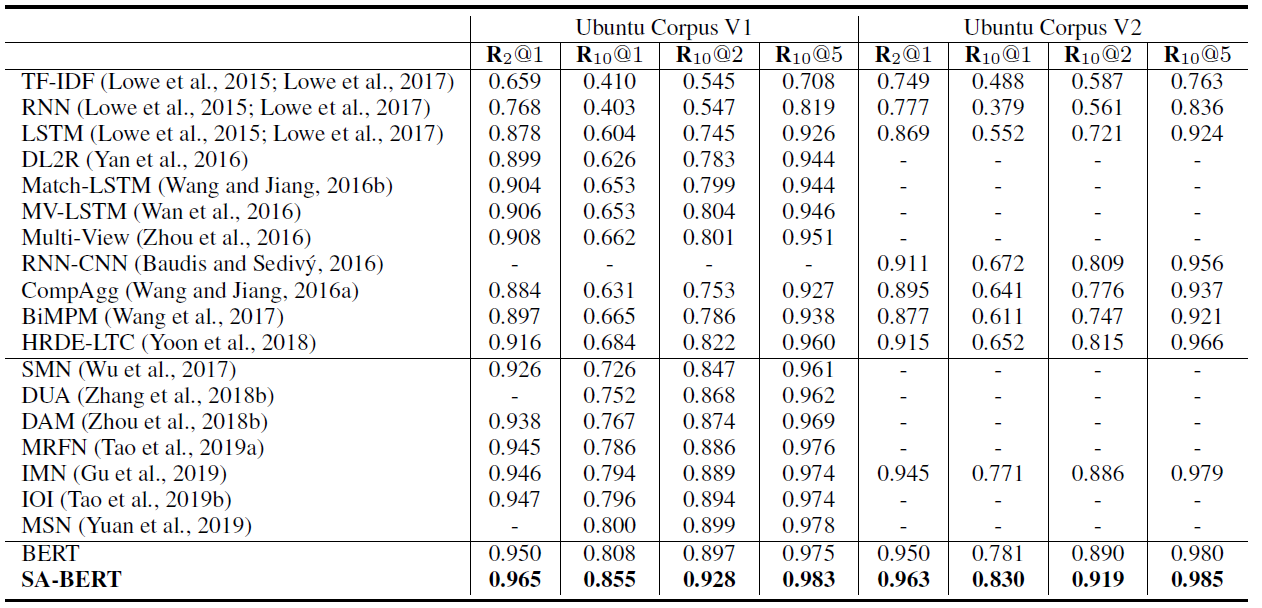 Ubuntu Corpus V1 Ubuntu Corpus V2
R2@1 R10@1 R10@2 R10@5 R2@1 R10@1 R10@2 R10@5
TF-IDF (Lowe et al., 2015; Lowe et al., 2017) 0.659 0.410 0.545 0.708 0.749 0.488 0.587 0.763
RNN (Lowe et al., 2015; Lowe et al., 2017) 0.768 0.403 0.547 0.819 0.777 0.379 0.561 0.836
LSTM (Lowe et al., 2015; Lowe et al., 2017) 0.878 0.604 0.745 0.926 0.869 0.552 0.721 0.924
DL2R (Yan et al., 2016) 0.899 0.626 0.783 0.944 - - - -
Match-LSTM (Wang and Jiang, 2016b) 0.904 0.653 0.799 0.944 - - - -
MV-LSTM (Wan et al., 2016) 0.906 0.653 0.804 0.946 - - - -
Multi-View (Zhou et al., 2016) 0.908 0.662 0.801 0.951 - - - -
RNN-CNN (Baudis and Sedivý, 2016) - - - - 0.911 0.672 0.809 0.956
CompAgg (Wang and Jiang, 2016a) 0.884 0.631 0.753 0.927 0.895 0.641 0.776 0.937
BiMPM (Wang et al., 2017) 0.897 0.665 0.786 0.938 0.877 0.611 0.747 0.921
HRDE-LTC (Yoon et al., 2018) 0.916 0.684 0.822 0.960 0.915 0.652 0.815 0.966
SMN (Wu et al., 2017) 0.926 0.726 0.847 0.961 - - - -
DUA (Zhang et al., 2018b) - 0.752 0.868 0.962 - - - -
DAM (Zhou et al., 2018b) 0.938 0.767 0.874 0.969 - - - -
MRFN (Tao et al., 2019a) 0.945 0.786 0.886 0.976 - - - -
IMN (Gu et al., 2019) 0.946 0.794 0.889 0.974 0.945 0.771 0.886 0.979
IOI (Tao et al., 2019b) 0.947 0.796 0.894 0.974 - - - -
MSN (Yuan et al., 2019) - 0.800 0.899 0.978 - - - -
BERT 0.950 0.808 0.897 0.975 0.950 0.781 0.890 0.980
SA-BERT 0.965 0.855 0.928 0.983 0.963 0.830 0.919 0.985